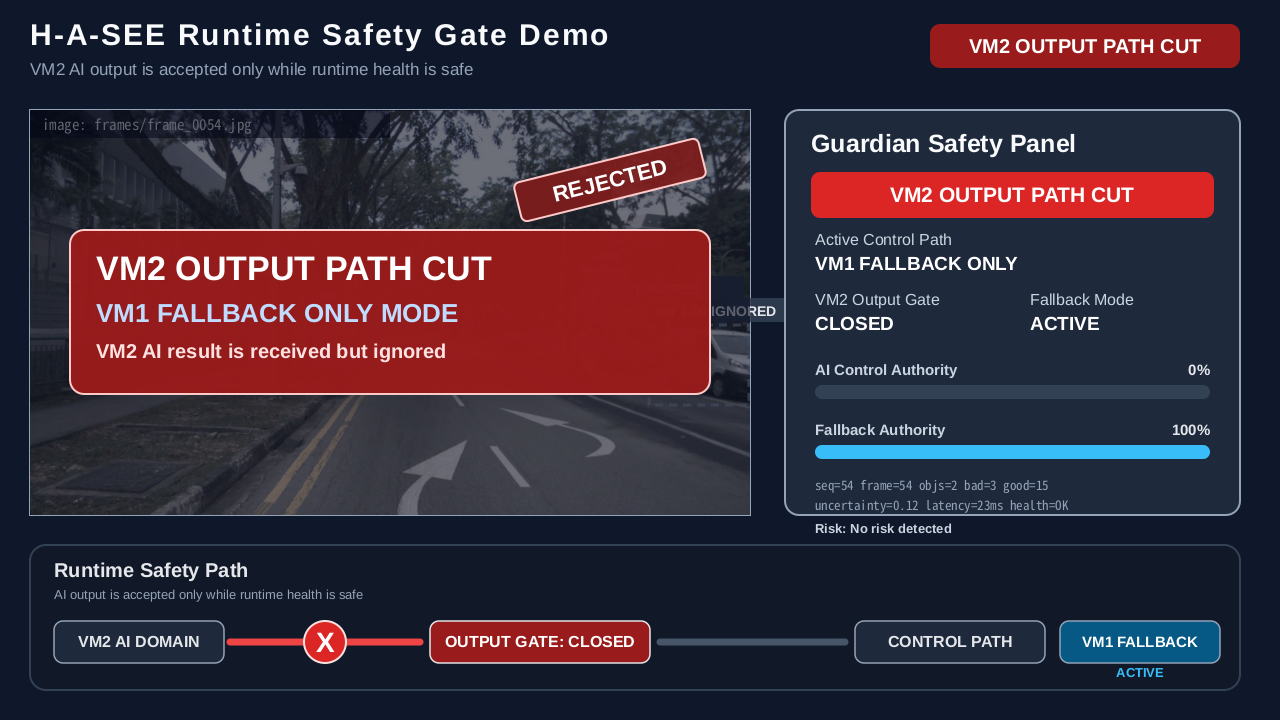 H-A-SEE Runtime Safety Gate Demo
VM2 AI output is accepted only while runtime health is safe
VM2 OUTPUT PATH CUT
image: frames/frame_0054.jpg
REJECTED
VM2 OUTPUT PATH CUT
VM1 FALLBACK ONLY MODE
VM2 AI result is received but ignored
IGNORED
Guardian Safety Panel
VM2 OUTPUT PATH CUT
Active Control Path
VM1 FALLBACK ONLY
VM2 Output Gate
CLOSED
Fallback Mode
ACTIVE
AI Control Authority 0%
Fallback Authority 100%
seq=54 frame=54 objs=2 bad=3 good=15
uncertainty=0.12 latency=23ms health=OK
Risk: No risk detected
Runtime Safety Path
AI output is accepted only while runtime health is safe
VM2 AI DOMAIN
X
OUTPUT GATE: CLOSED
CONTROL PATH
VM1 FALLBACK
ACTIVE